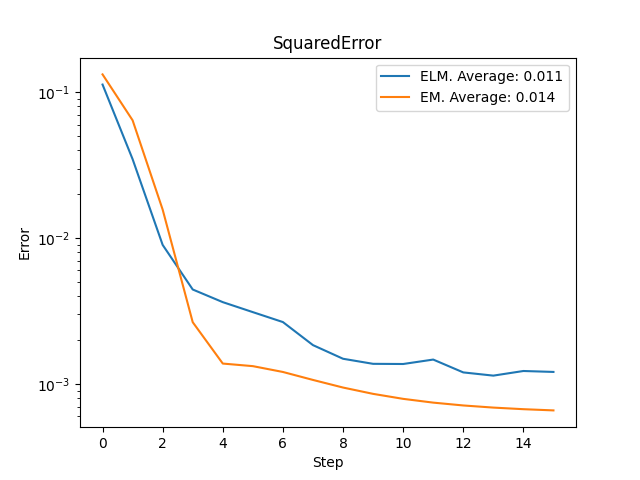 SquaredError
ELM. Average: 0.011
EM. Average: 0.014
10⁻¹
10⁻²
10⁻³
Error
0 2 4 6 8 10 12 14
Step